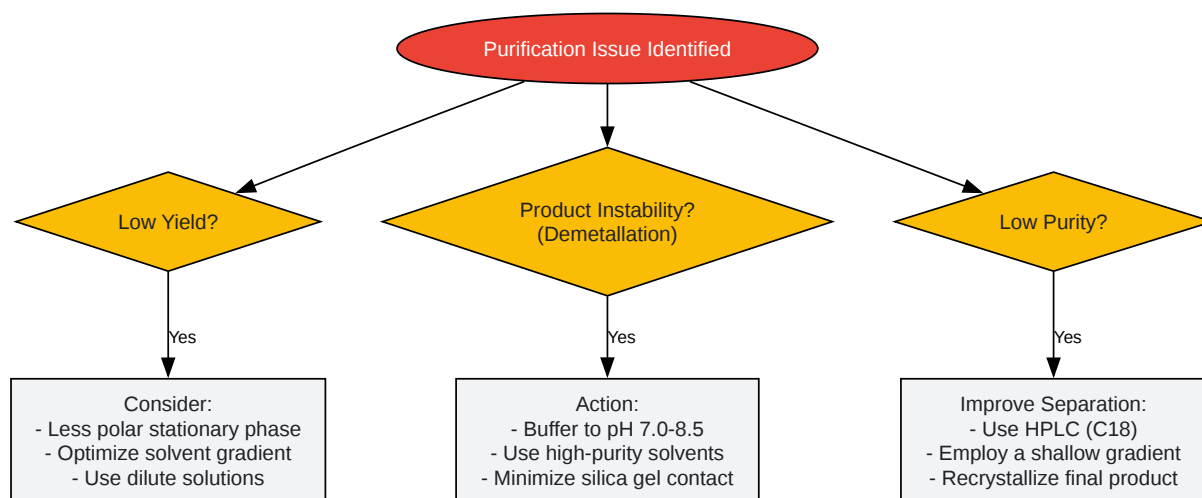 Purification Issue Identified
Low Yield?
Product Instability?
(Demetallation)
Low Purity?
Yes
Yes
Yes
Consider:
- Less polar stationary phase
- Optimize solvent gradient
- Use dilute solutions
Action:
- Buffer to pH 7.0-8.5
- Use high-purity solvents
- Minimize silica gel contact
Improve Separation:
- Use HPLC (C18)
- Employ a shallow gradient
- Recrystallize final product